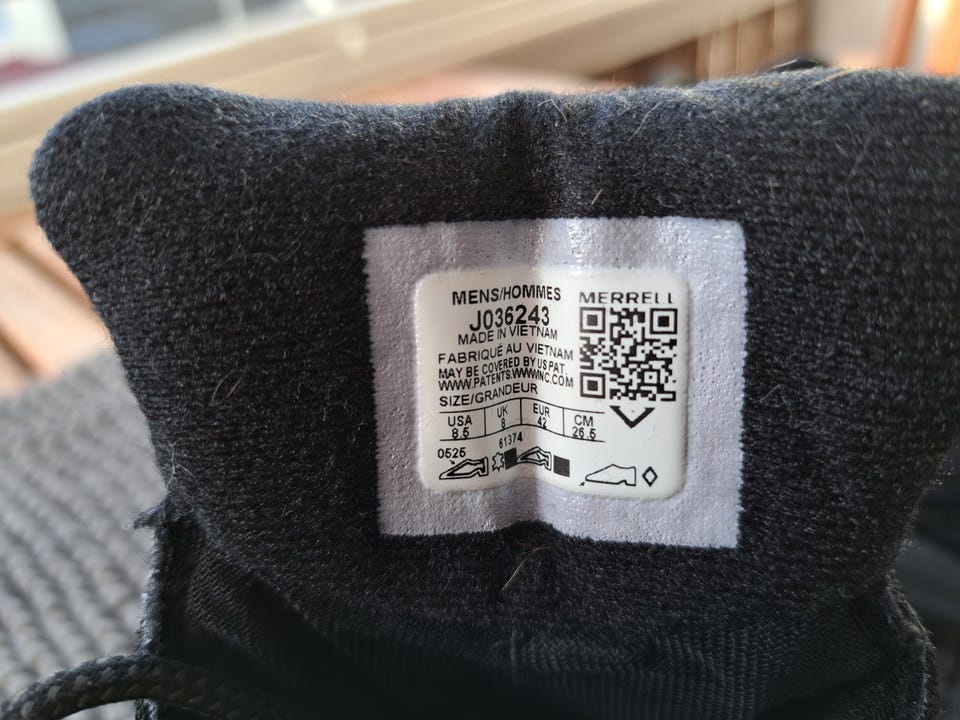 MENS/HOMMES
J036243
MADE IN VIETNAM
FABRIQUÉ AU VIETNAM
MAY BE COVERED BY US PAT.
WWW.PATENTS.WWWINC.COM
SIZE/GRANDEUR
USA UK EUR CM
8.5 8 42 26.5
61374
0525
MERRELL